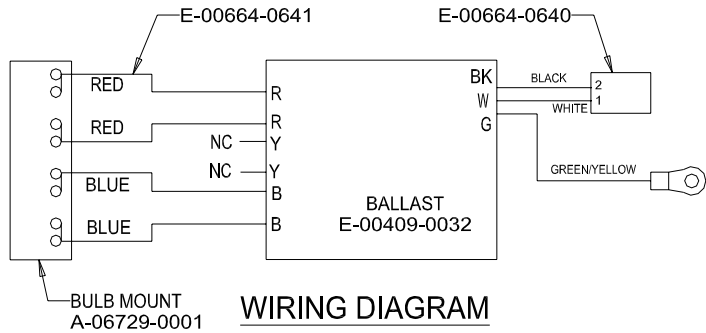 E-00664-0641
E-00664-0640
RED
RED
BLUE
BLUE
R
R
NC Y
NC Y
B
B
BK
W
G
BLACK
WHITE
2
1
GREEN/YELLOW
BALLAST
E-00409-0032
BULB MOUNT
A-06729-0001
WIRING DIAGRAM